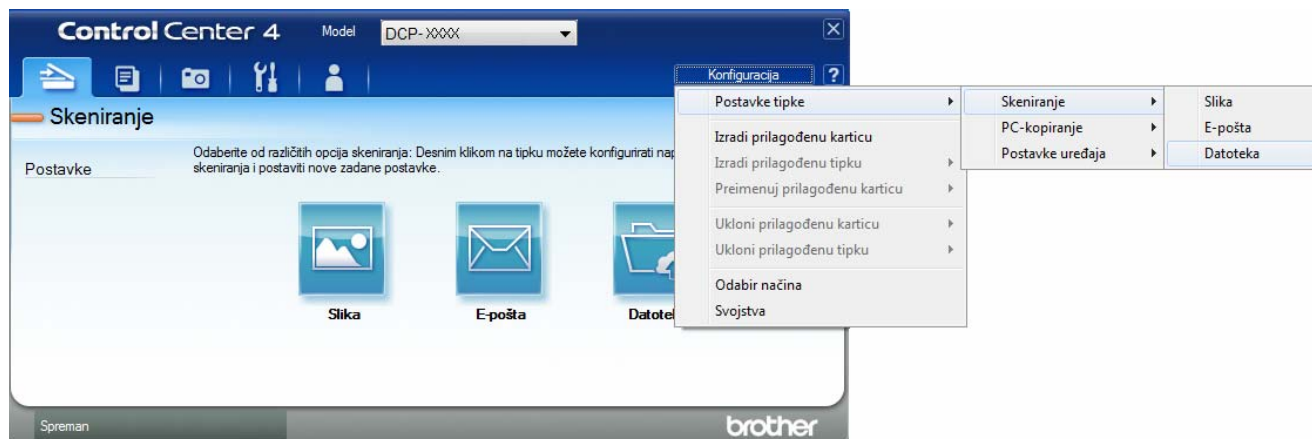 Control Center 4
Model
DCP-XXXX
Konfiguracija
?
Skeniranje
Postavke
Odaberite od različitih opcija skeniranja: Desnim klikom na tipku možete konfigurirati
skeniranja i postaviti nove zadane postavke.
Slika
E-pošta
Postavke tipke
Izradi prilagođenu karticu
Izradi prilagođenu tipku
Preimenuj prilagođenu karticu
Ukloni prilagođenu karticu
Ukloni prilagođenu tipku
Odabir načina
Svojstva
Skeniranje
PC-kopiranje
Postavke uređaja
Slika
E-pošta
Datoteka
Spreman
brother